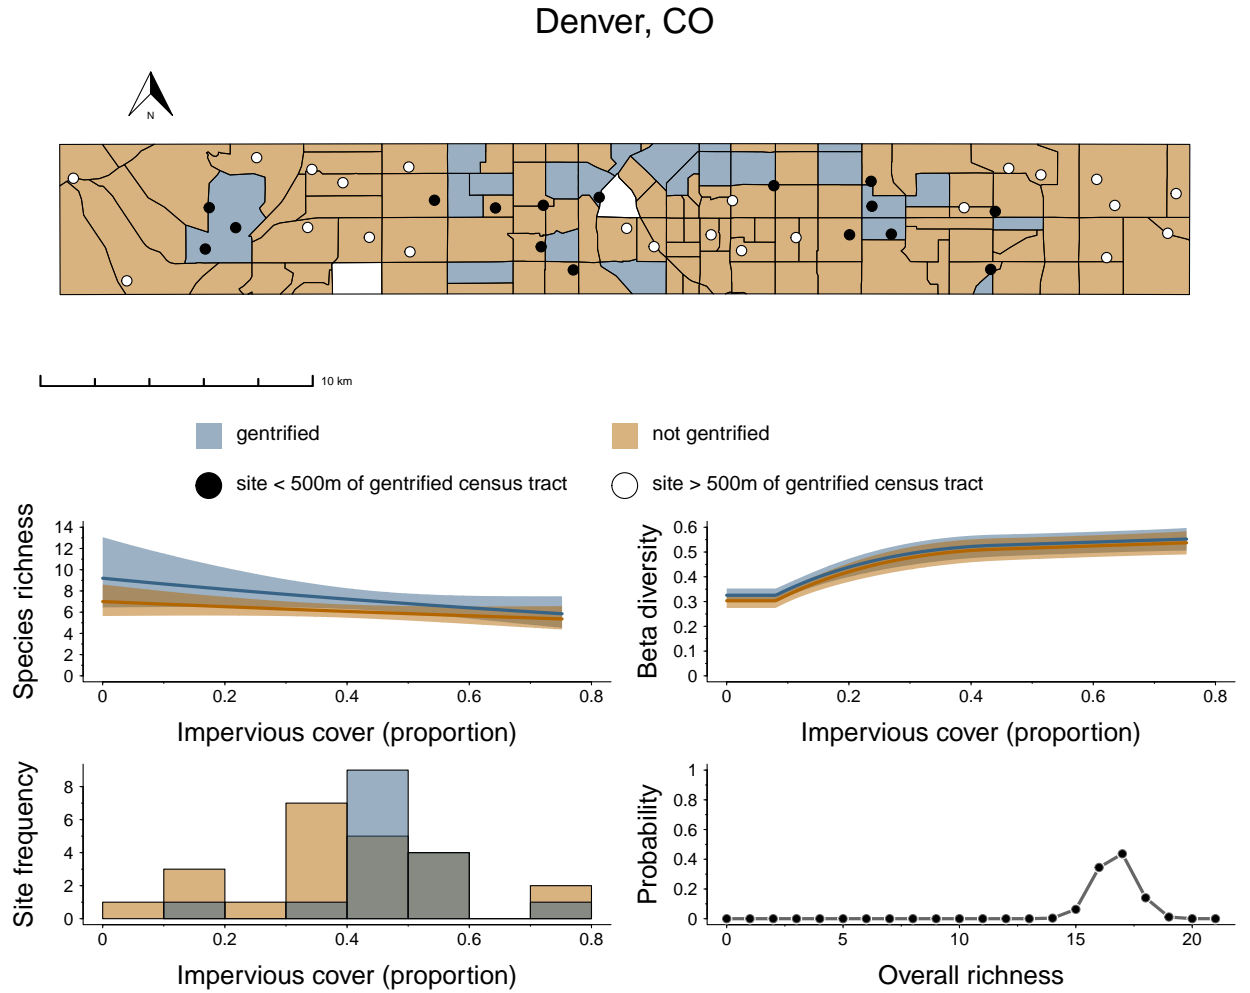 Denver, CO
N
10 km
gentrified
not gentrified
site < 500m of gentrified census tract
site > 500m of gentrified census tract
Species richness
14
12
10
8
6
4
2
0
0 0.2 0.4 0.6 0.8
Impervious cover (proportion)
Beta diversity
0.6
0.5
0.4
0.3
0.2
0.1
0
0 0.2 0.4 0.6 0.8
Impervious cover (proportion)
Site frequency
8
6
4
2
0
0 0.2 0.4 0.6 0.8
Impervious cover (proportion)
Probability
1
0.8
0.6
0.4
0.2
0
0 5 10 15 20
Overall richness